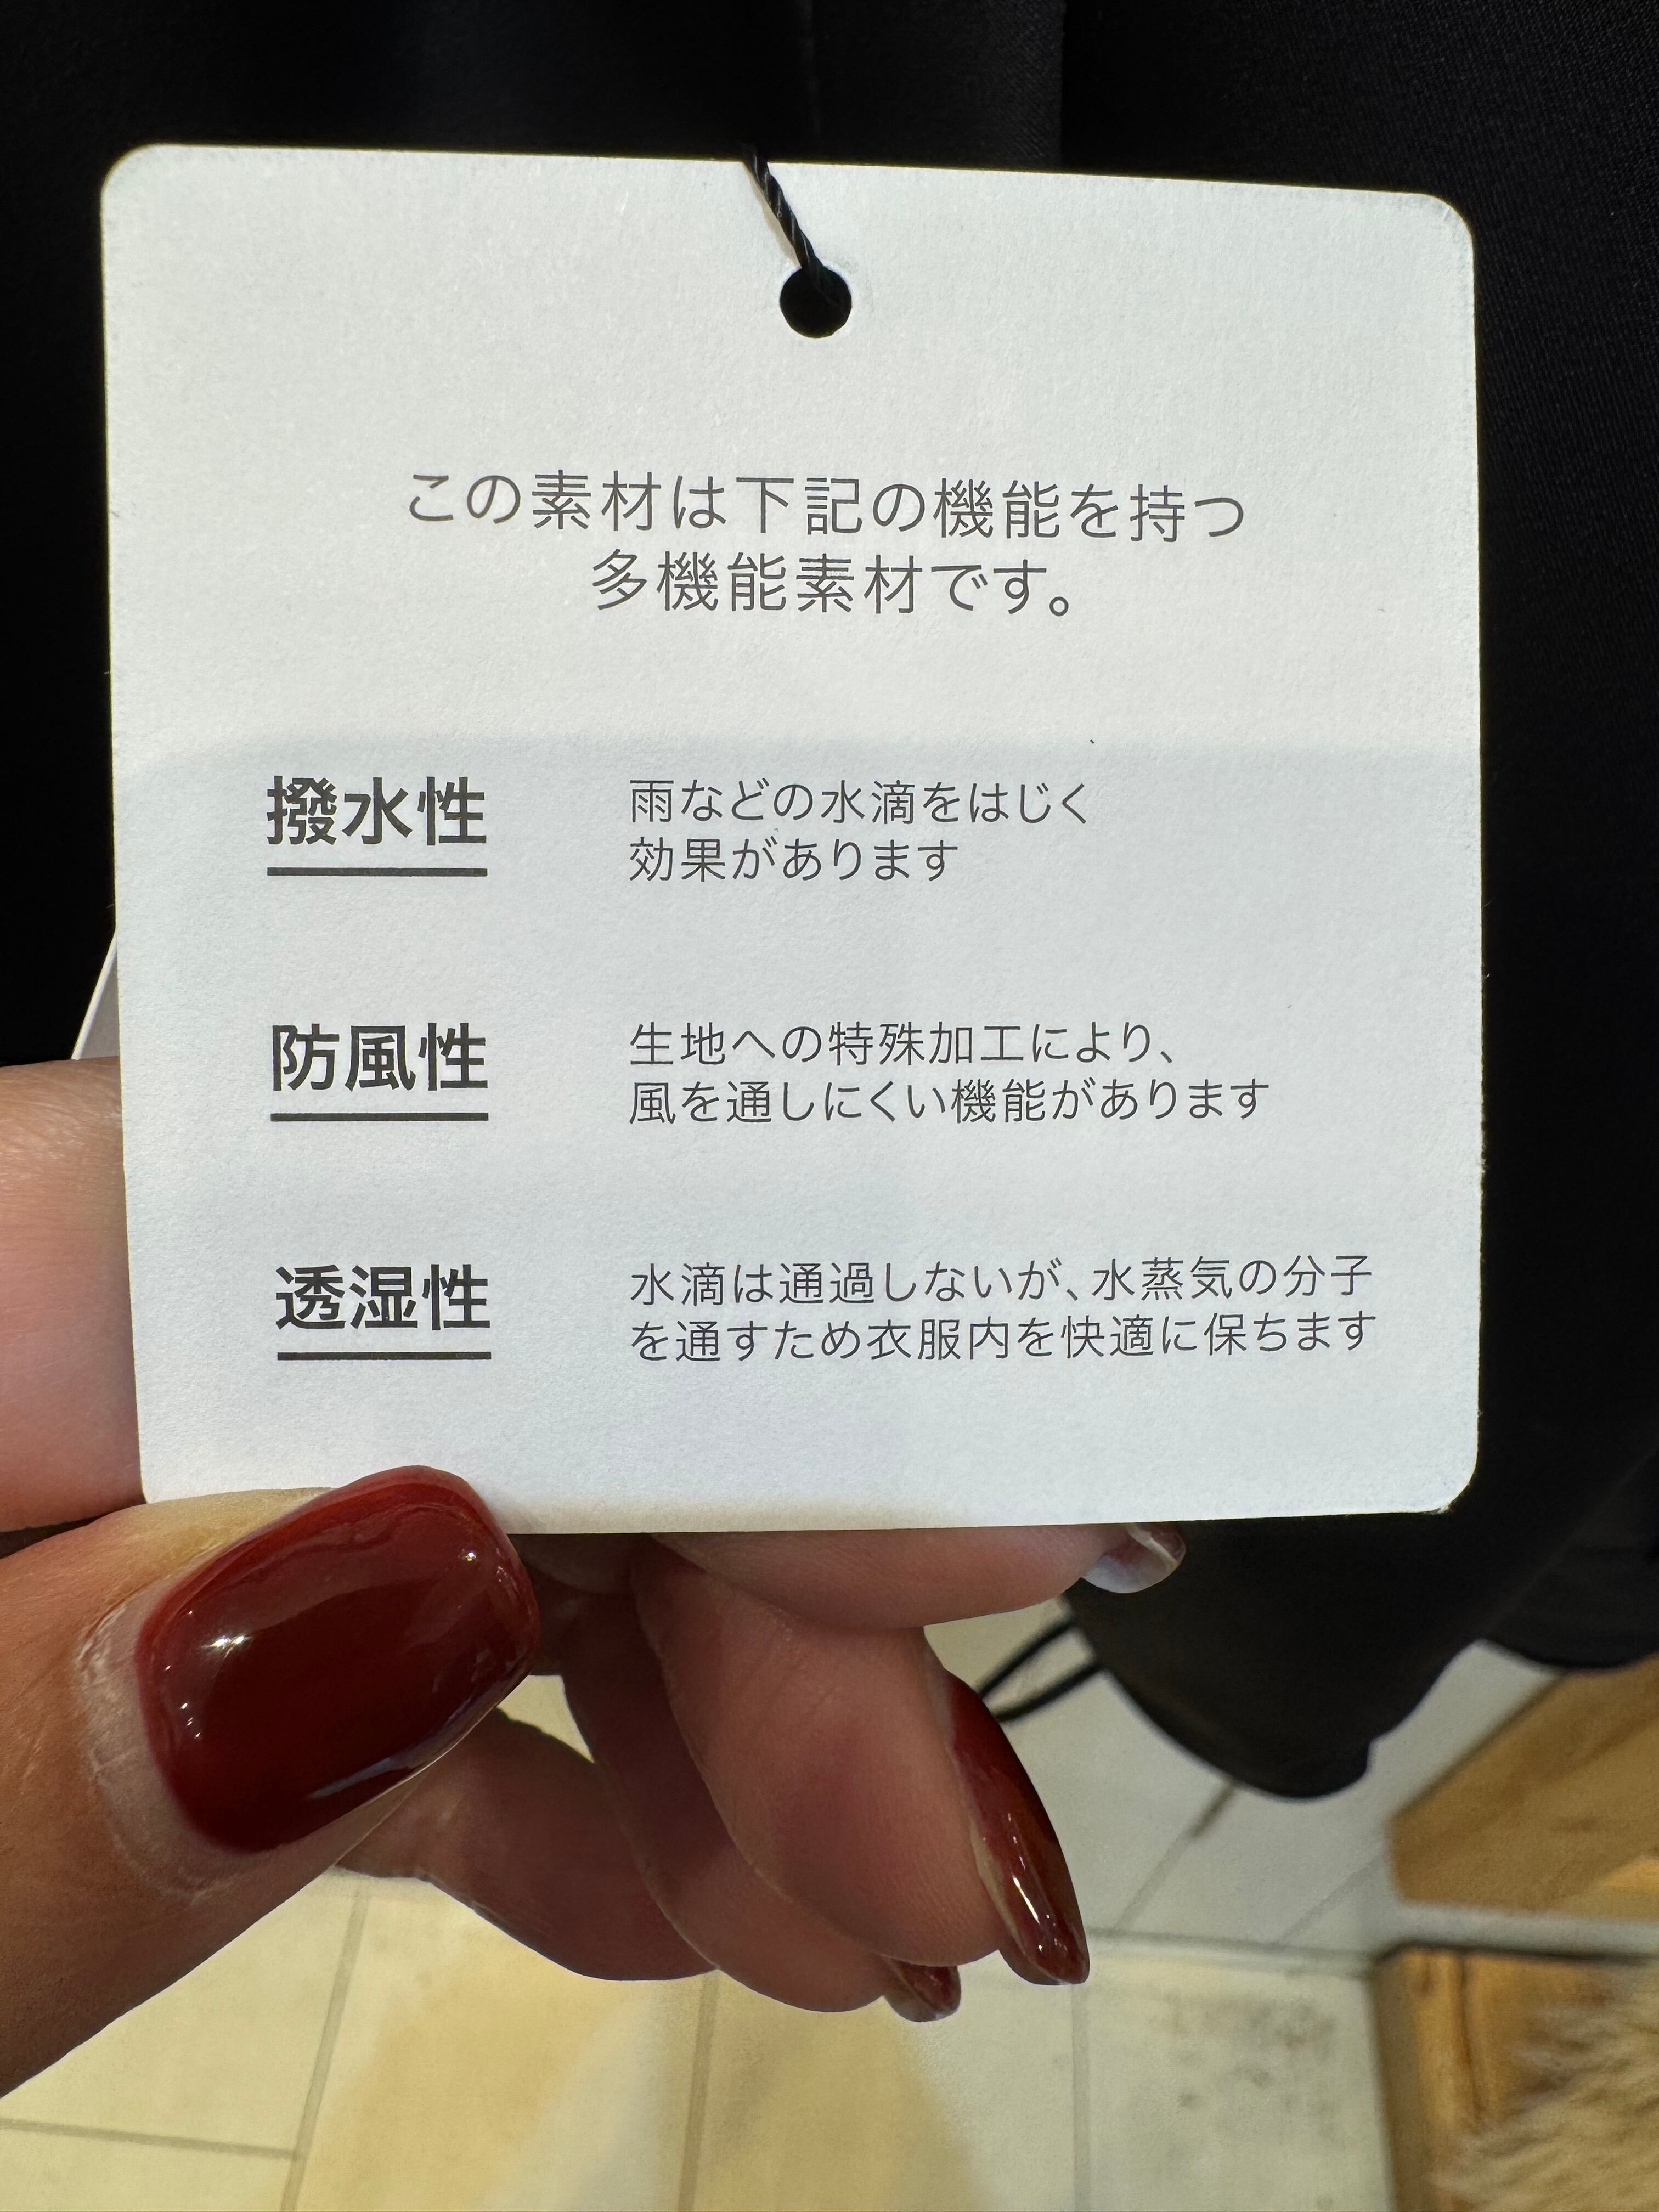 この素材は下記の機能を持つ
多機能素材です。
撥水性
雨などの水滴をはじく
効果があります
防風性
生地への特殊加工により、
風を通しにくい機能があります
透湿性
水滴は通過しないが、水蒸気の分子
を通すため衣服内を快適に保ちます